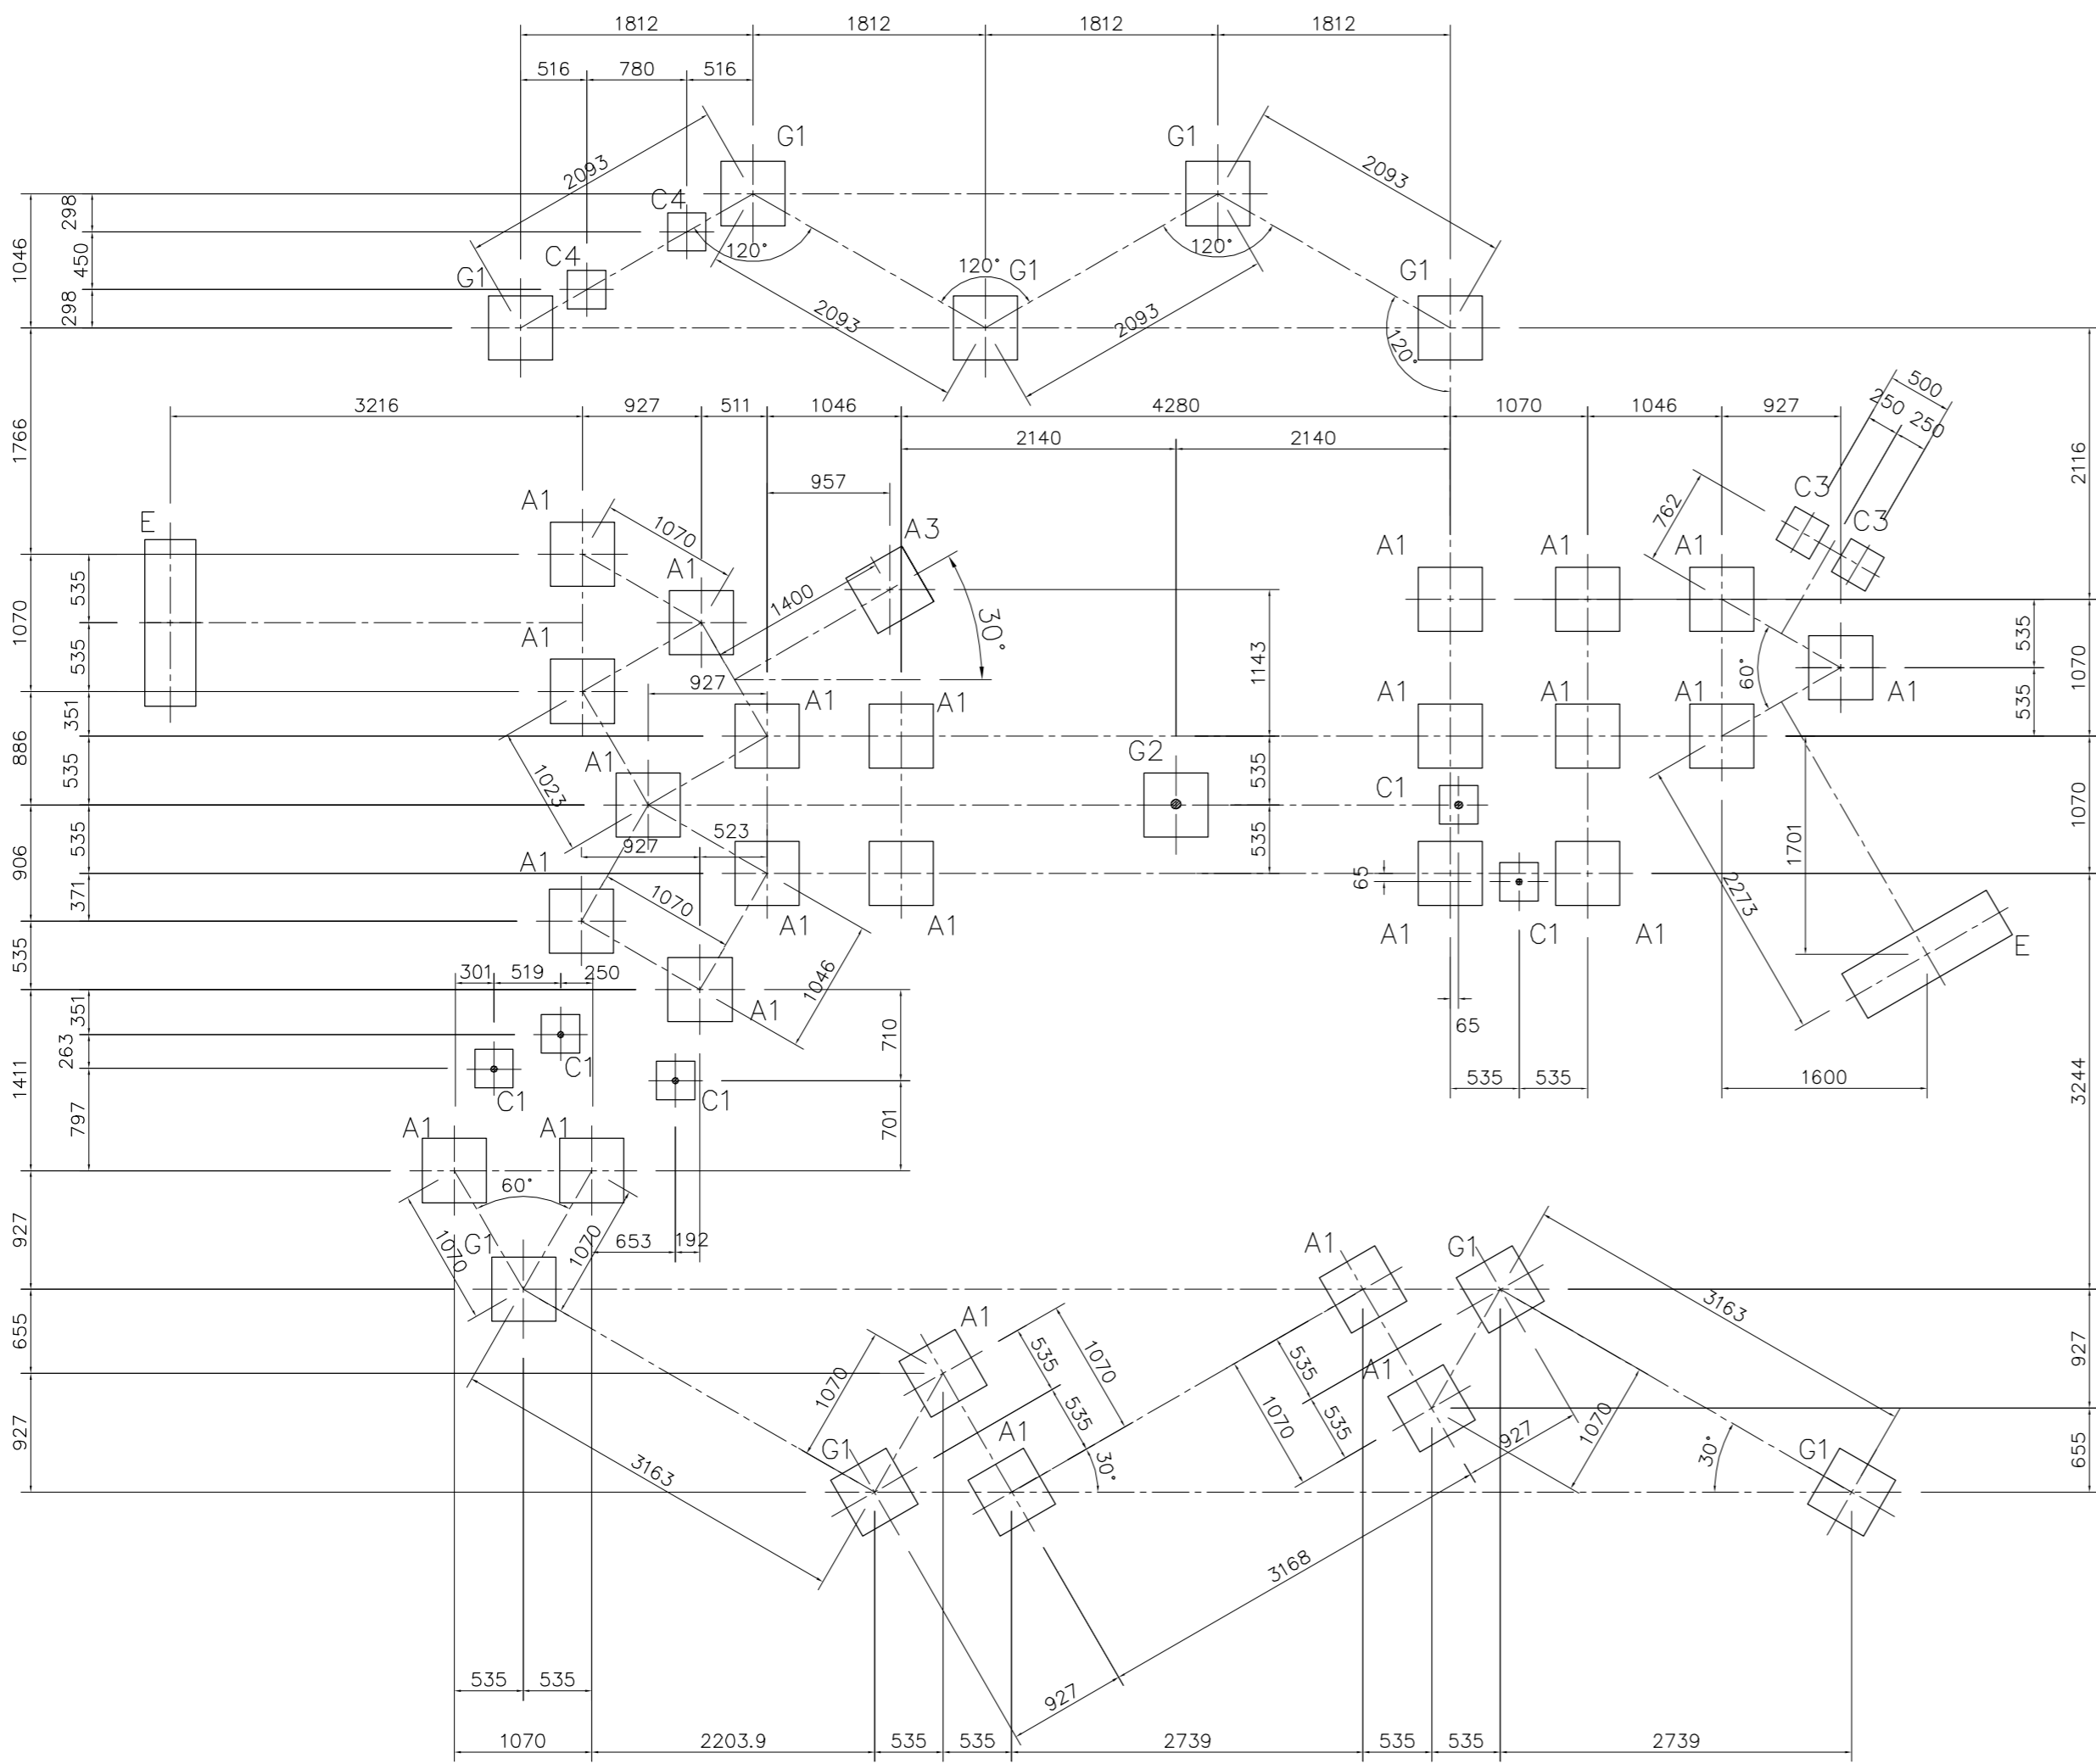 1812 1812 1812 1812
516 780 516
G1 G1
2093 2093
298 C4
1046 450 120° 120°
C4 120° G1 G1
G1
298 2093 2093 120°
500
3216 927 511 1046 4280 1070 1046 927 250 250
1766 2140 2140 2116
957
C3
762 C3
E A1 1070 A3 A1 A1 A1
535 A1
1400
1070 30° 535
A1 1143 1070
535 60°
927 A1 A1 A1 535
351 A1 A1 A1 A1
886 G2
535 A1 535 C1
1023
523 1701 1070
535 927 535
906 A1 65
371 1070 2273
A1 A1 A1 C1 A1 E
535 1046
301 519 250
351 A1
65
263 C1 710
1411 C1 C1 535 535 1600 3244
797 701
A1 A1
60°
927 1070 1070
G1 653 192 A1 G1
3163
655 A1
535 1070 535 A1 927
1070 535 1070 535
A1 927 1070
G1 30° 30° G1
927 3163 655
3168
535 535 927
1070 2203.9 535 535 2739 535 535 2739